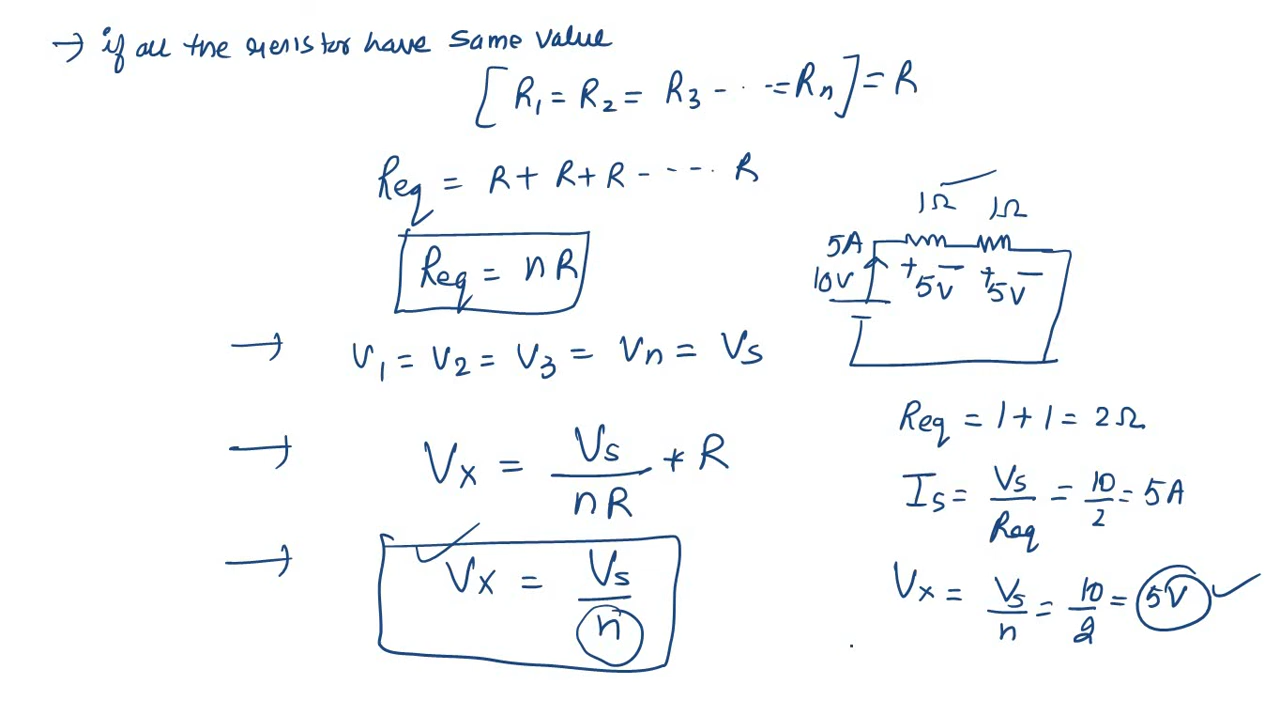 → if all the resistor have same value
[R₁ = R₂ = R₃ - · · = Rₙ] = R
Req = R + R + R - - - - · R
Req = nR
→ V₁ = V₂ = V₃ = Vn = Vs
→ Vx = Vs/nR * R
→ ✓ Vx = Vs/n
1Ω 1Ω
5A
10V + 5V - + 5V -
Req = 1 + 1 = 2Ω
Is = Vs/Req = 10/2 = 5A
Vx = Vs/n = 10/2 = 5V ✓